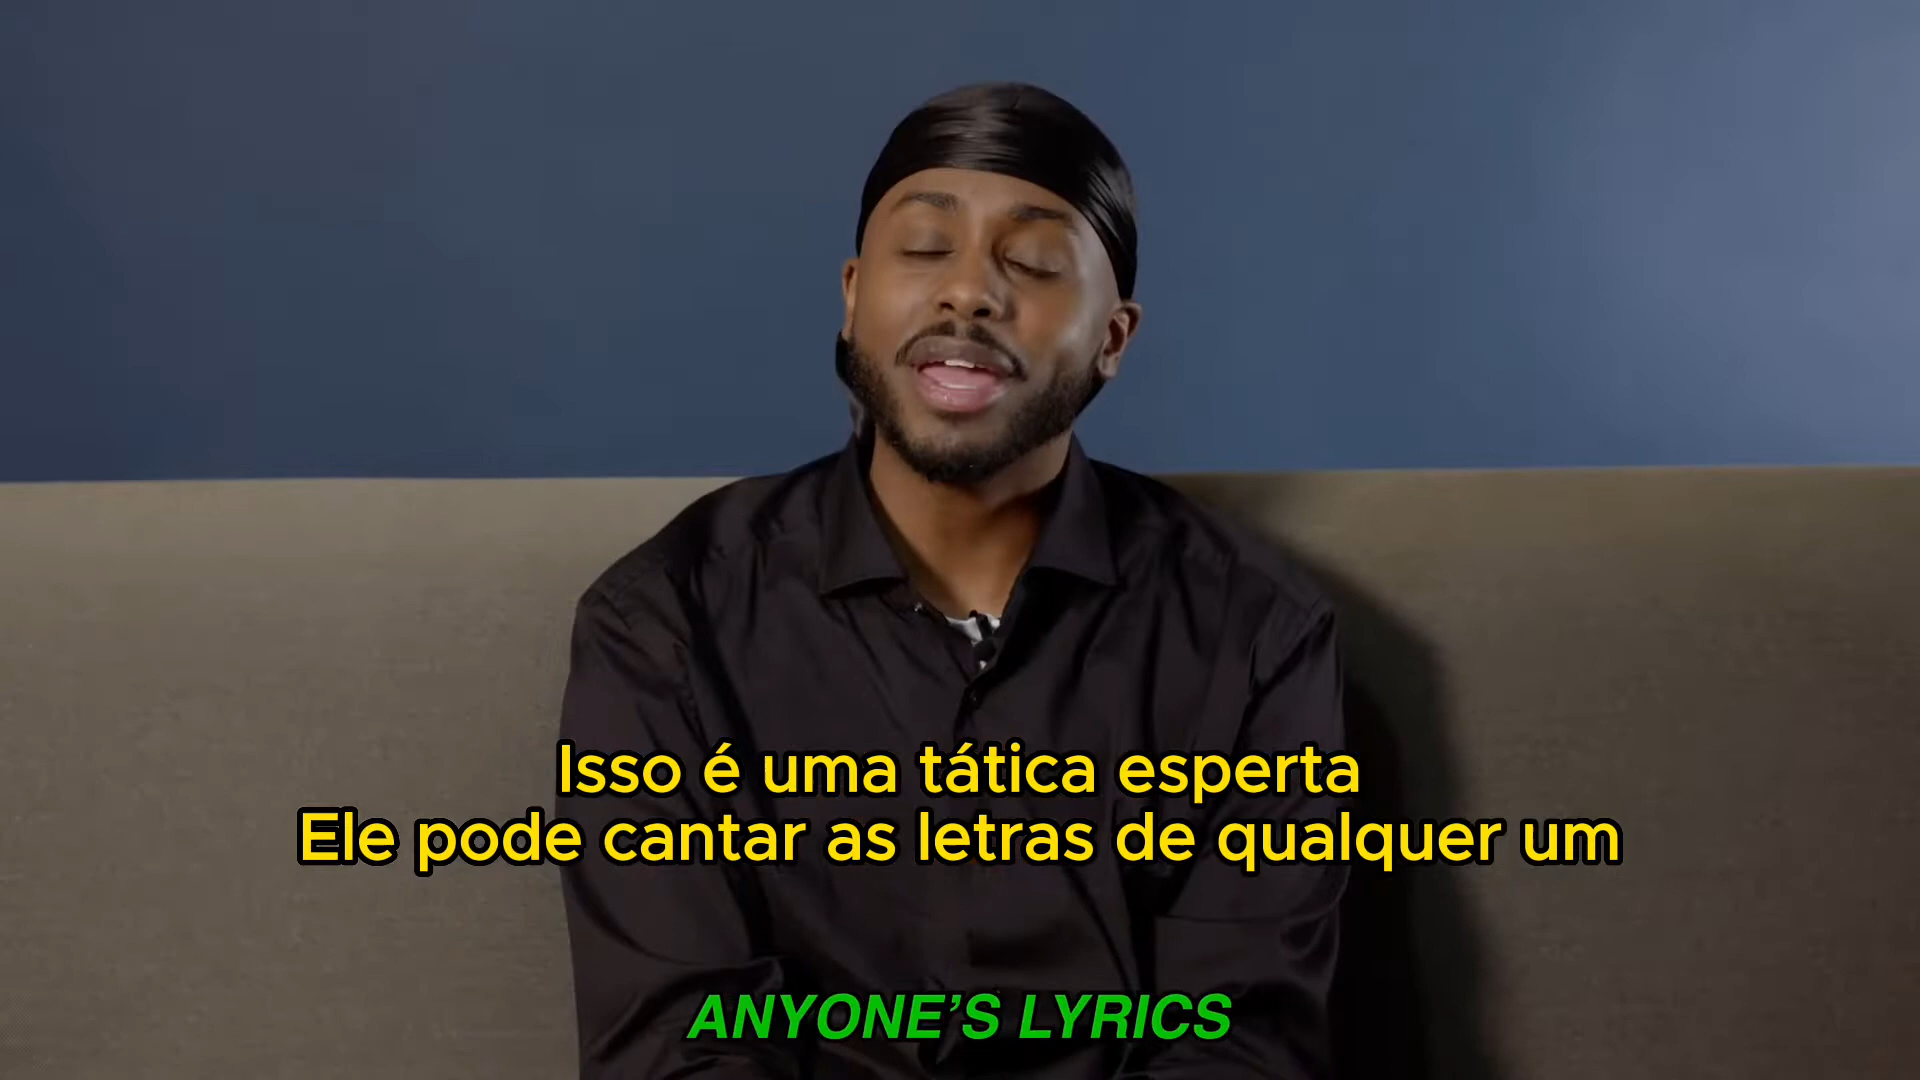 Isso é uma tática esperta
Ele pode cantar as letras de qualquer um
ANYONE’S LYRICS